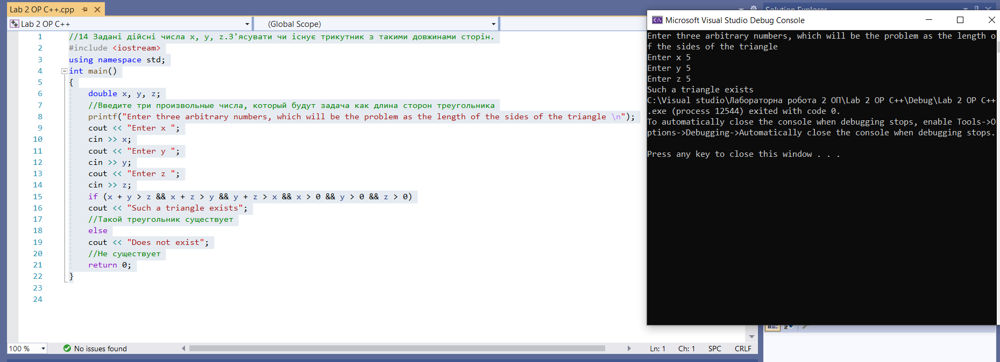 Lab 2 OP C++.cpp
Lab 2 OP C++
(Global Scope)
1 //14 Задані дійсні числа x, y, z.З'ясувати чи існує трикутник з такими довжинами сторін.
2 #include <iostream>
3 using namespace std;
4 int main()
5 {
6 double x, y, z;
7 //Введите три произвольные числа, который будут задача как длина сторон треугольника
8 printf("Enter three arbitrary numbers, which will be the problem as the length of the sides of the triangle \n");
9 cout << "Enter x ";
10 cin >> x;
11 cout << "Enter y ";
12 cin >> y;
13 cout << "Enter z ";
14 cin >> z;
15 if (x + y > z && x + z > y && y + z > x && x > 0 && y > 0 && z > 0)
16 cout << "Such a triangle exists";
17 //Такой треугольник существует
18 else
19 cout << "Does not exist";
20 //Не существует
21 return 0;
22 }
23
24
100 %
No issues found
Ln: 1 Ch: 1 SPC CRLF
Solution Explorer
Microsoft Visual Studio Debug Console
Enter three arbitrary numbers, which will be the problem as the length o
f the sides of the triangle
Enter x 5
Enter y 5
Enter z 5
Such a triangle exists
C:\Visual studio\Лабораторна робота 2 ОП\Lab 2 OP C++\Debug\Lab 2 OP C++
.exe (process 12544) exited with code 0.
To automatically close the console when debugging stops, enable Tools->O
ptions->Debugging->Automatically close the console when debugging stops.
Press any key to close this window . . .